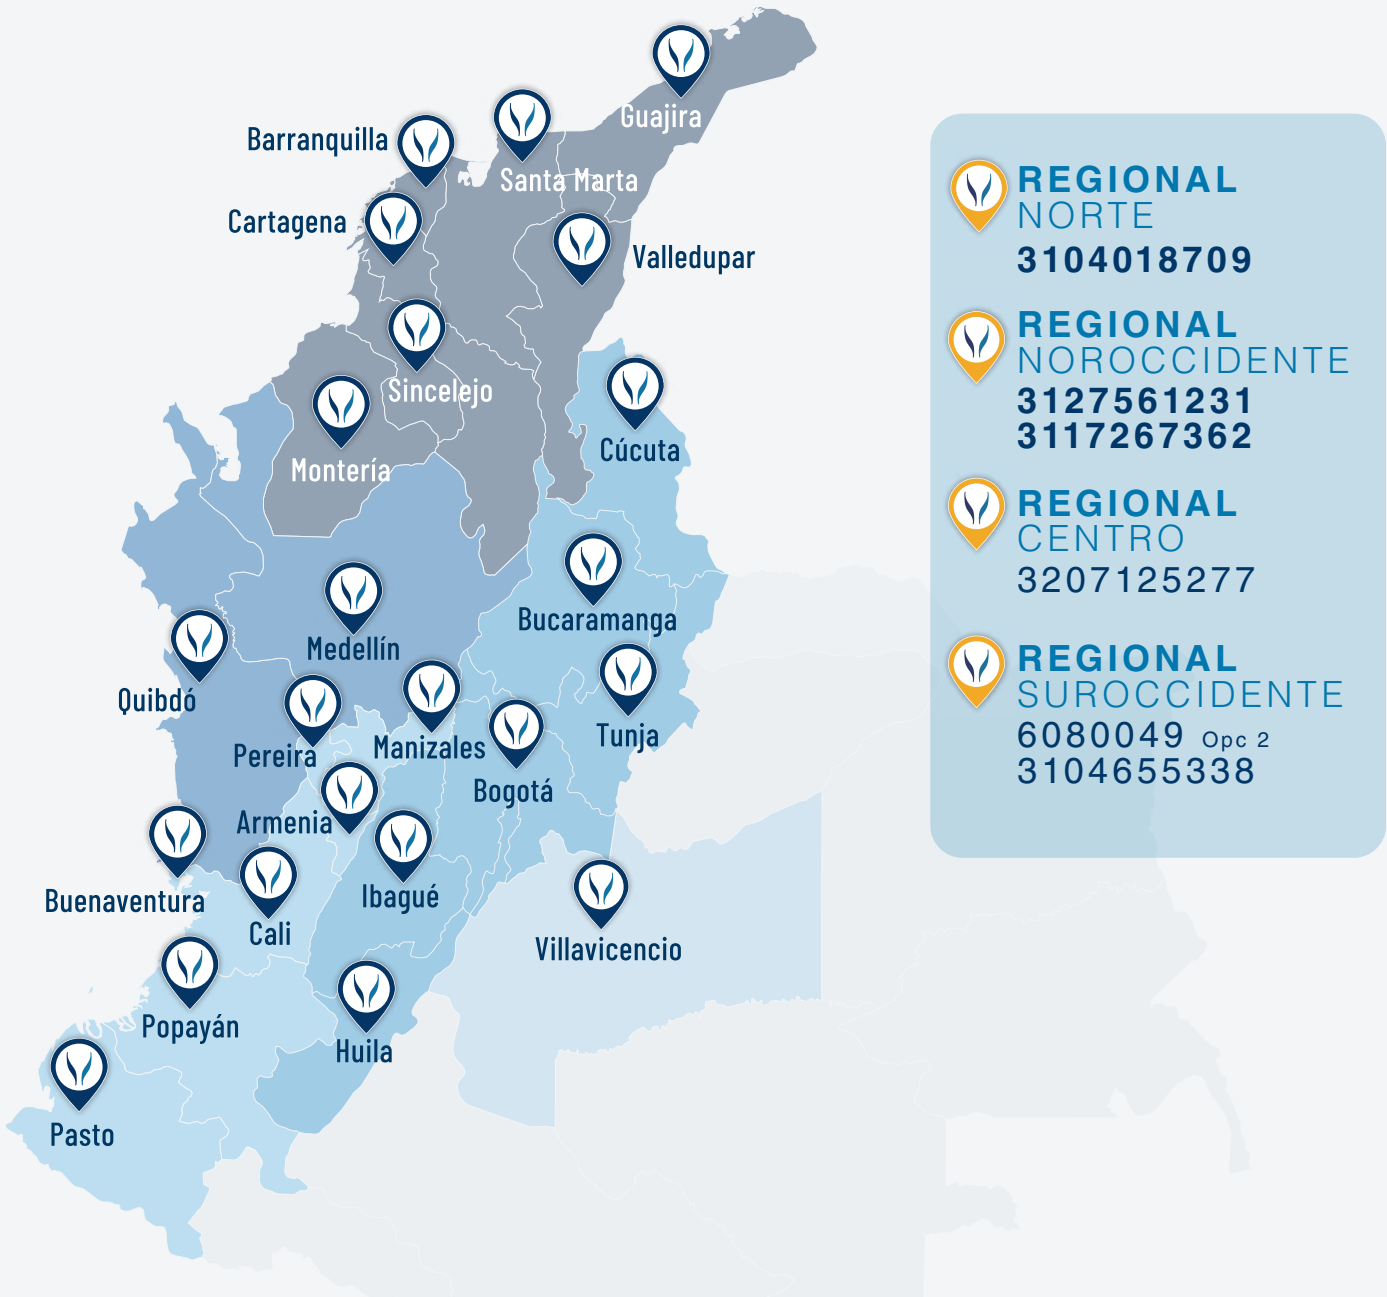 Guajira
Barranquilla
Santa Marta
Cartagena
Valledupar
Sincelejo
Montería
Cúcuta
Bucaramanga
Medellín
Quibdó
Tunja
Manizales
Pereira
Bogotá
Armenia
Ibagué
Buenaventura
Cali
Villavicencio
Popayán
Huila
Pasto
REGIONAL
NORTE
3104018709
REGIONAL
NOROCCIDENTE
3127561231
3117267362
REGIONAL
CENTRO
3207125277
REGIONAL
SUROCCIDENTE
6080049 Opc 2
3104655338